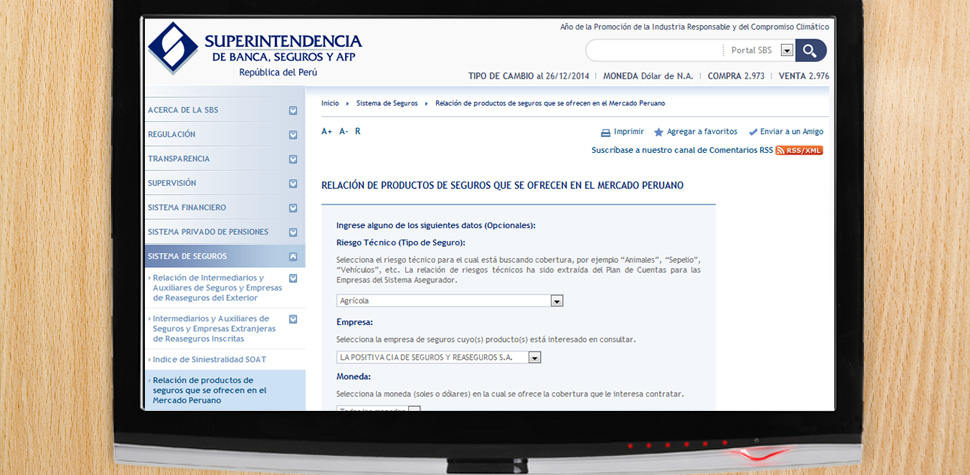 SUPERINTENDENCIA
DE BANCA, SEGUROS Y AFP
República del Perú
Año de la Promoción de la Industria Responsable y del Compromiso Climático
Portal SBS
TIPO DE CAMBIO al 26/12/2014 | MONEDA Dólar de N.A. | COMPRA 2.973 | VENTA 2.976
ACERCA DE LA SBS
REGULACIÓN
TRANSPARENCIA
SUPERVISIÓN
SISTEMA FINANCIERO
SISTEMA PRIVADO DE PENSIONES
SISTEMA DE SEGUROS
Relación de Intermediarios y
Auxiliares de Seguros y Empresas
de Reaseguros del Exterior
Intermediarios y Auxiliares de
Seguros y Empresas Extranjeras
de Reaseguros Inscritas
Indice de Siniestralidad SOAT
Relación de productos de
seguros que se ofrecen en el
Mercado Peruano
Inicio Sistema de Seguros Relación de productos de seguros que se ofrecen en el Mercado Peruano
A+ A- R
Imprimir Agregar a favoritos Enviar a un Amigo
Suscríbase a nuestro canal de Comentarios RSS RSS/XML
RELACIÓN DE PRODUCTOS DE SEGUROS QUE SE OFRECEN EN EL MERCADO PERUANO
Ingrese alguno de los siguientes datos (Opcionales):
Riesgo Técnico (Tipo de Seguro):
Selecciona el riesgo técnico para el cual está buscando cobertura, por ejemplo “Animales”, “Sepelio”,
“Vehículos”, etc. La relación de riesgos técnicos ha sido extraída del Plan de Cuentas para las
Empresas del Sistema Asegurador.
Agrícola
Empresa:
Selecciona la empresa de seguros cuyo(s) producto(s) está interesado en consultar.
LA POSITIVA CIA DE SEGUROS Y REASEGUROS S.A.
Moneda:
Selecciona la moneda (soles o dólares) en la cual se ofrece la cobertura que le interesa contratar.